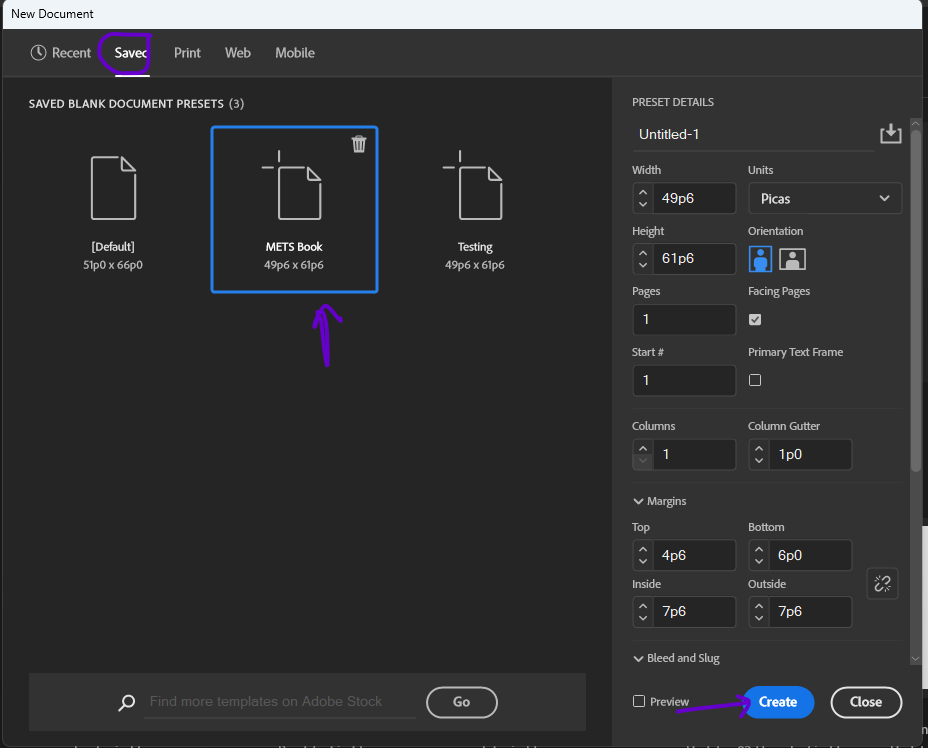 New Document
Recent Saved Print Web Mobile
SAVED BLANK DOCUMENT PRESETS (3)
[Default]
51p0 x 66p0
METS Book
49p6 x 61p6
Testing
49p6 x 61p6
Find more templates on Adobe Stock Go
PRESET DETAILS
Untitled-1
Width Units
49p6 Picas
Height Orientation
61p6
Pages Facing Pages
1
Start # Primary Text Frame
1
Columns Column Gutter
1 1p0
Margins
Top Bottom
4p6 6p0
Inside Outside
7p6 7p6
Bleed and Slug
Preview Create Close